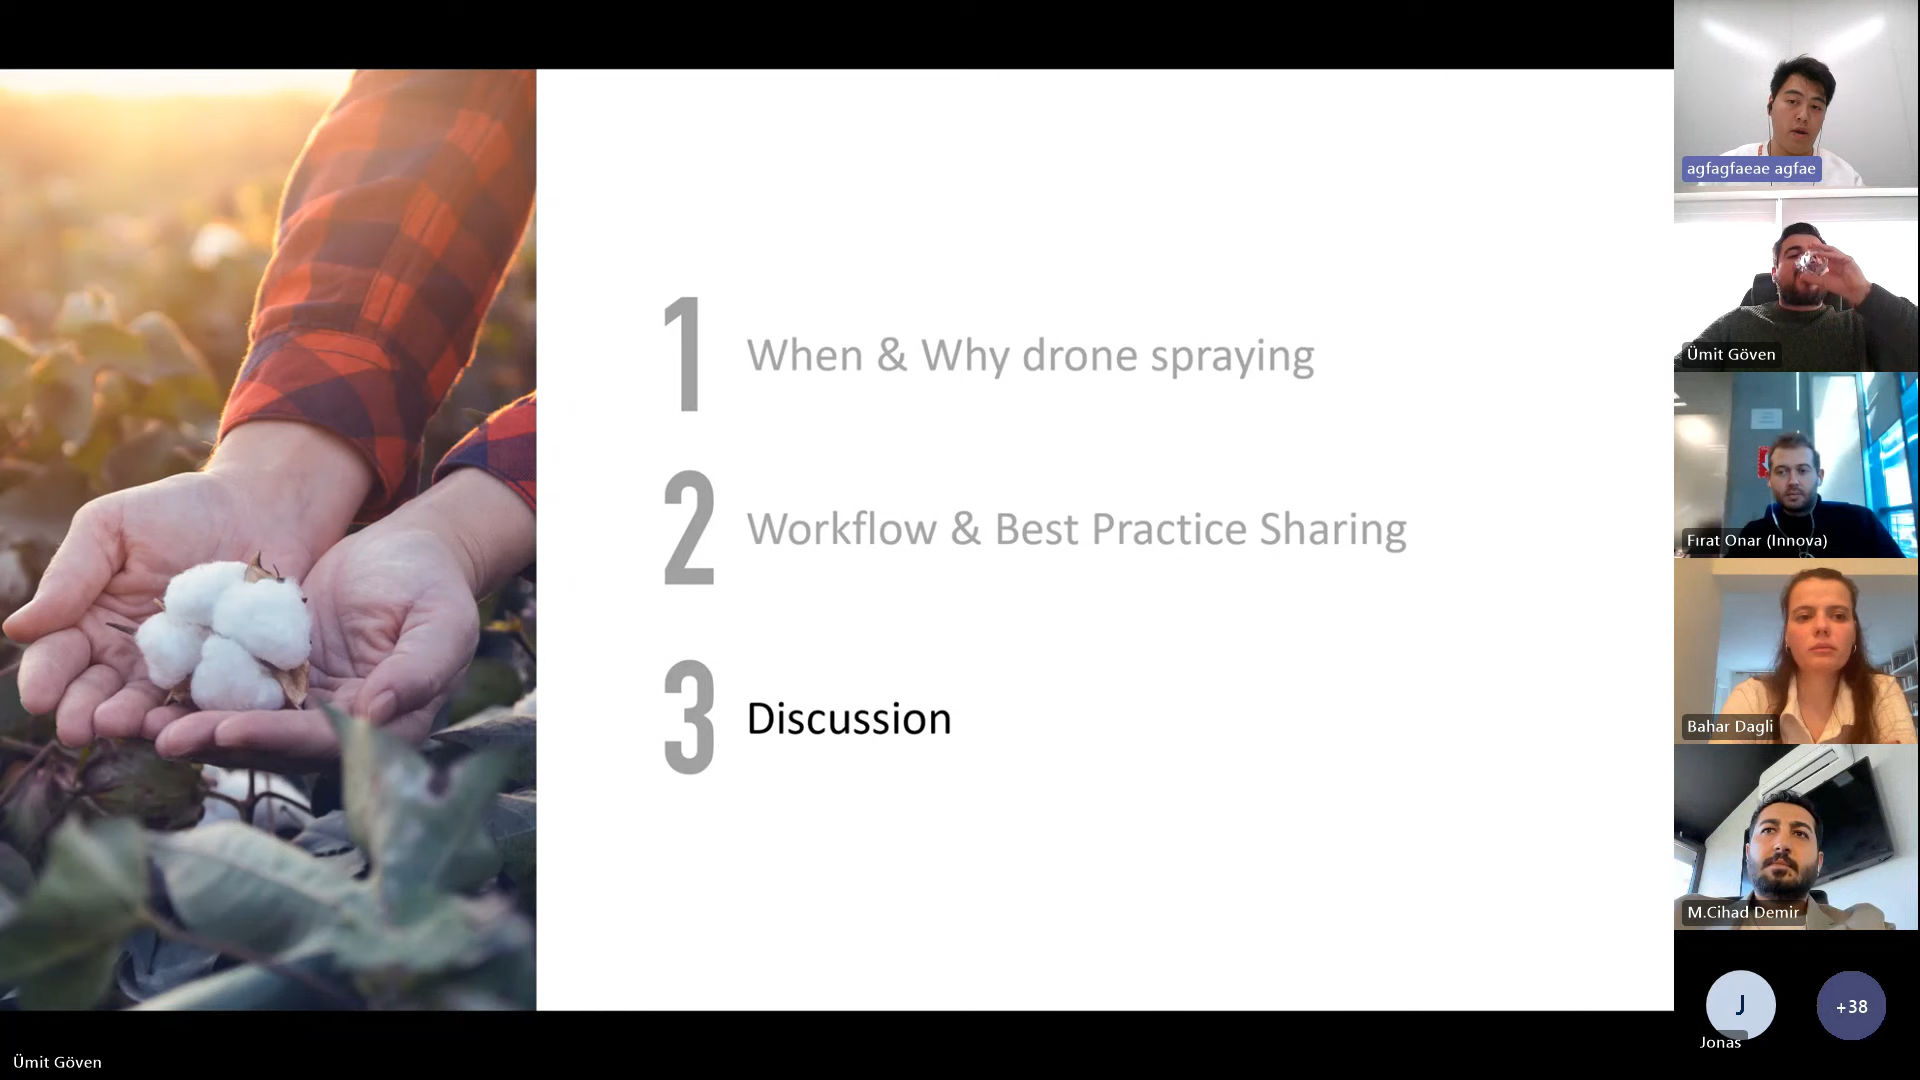 1 When & Why drone spraying
2 Workflow & Best Practice Sharing
3 Discussion
agfagfaeae agfae
Ümit Göven
Fırat Onar (Innova)
Bahar Dagli
M.Cihad Demir
J
Jonas
+38
Ümit Göven